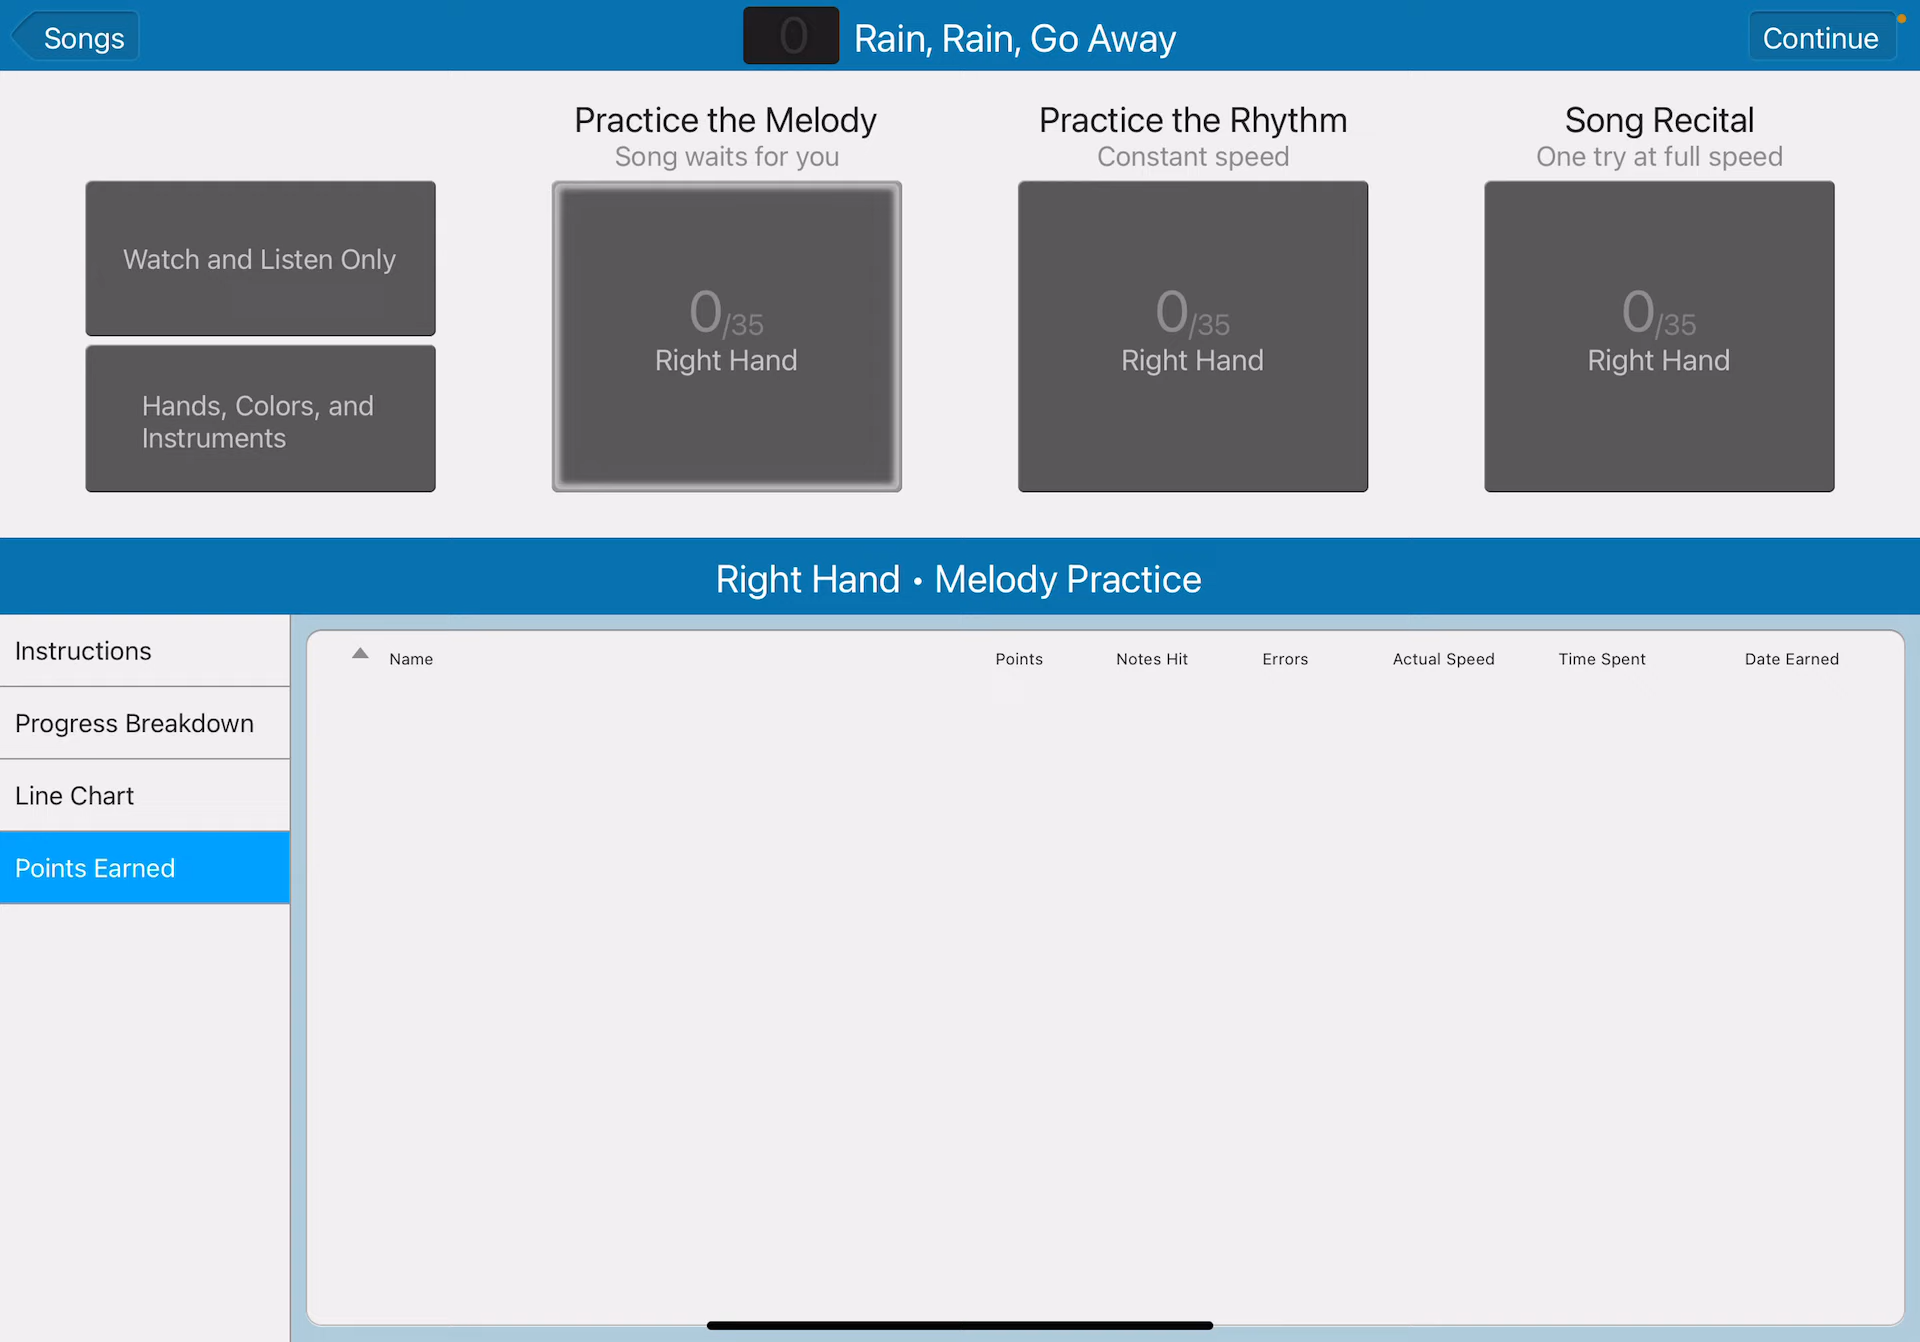 Songs
0
Rain, Rain, Go Away
Continue
Practice the Melody
Song waits for you
Practice the Rhythm
Constant speed
Song Recital
One try at full speed
Watch and Listen Only
Hands, Colors, and
Instruments
0/35
Right Hand
0/35
Right Hand
0/35
Right Hand
Right Hand • Melody Practice
Instructions
Progress Breakdown
Line Chart
Points Earned
Name
Points
Notes Hit
Errors
Actual Speed
Time Spent
Date Earned